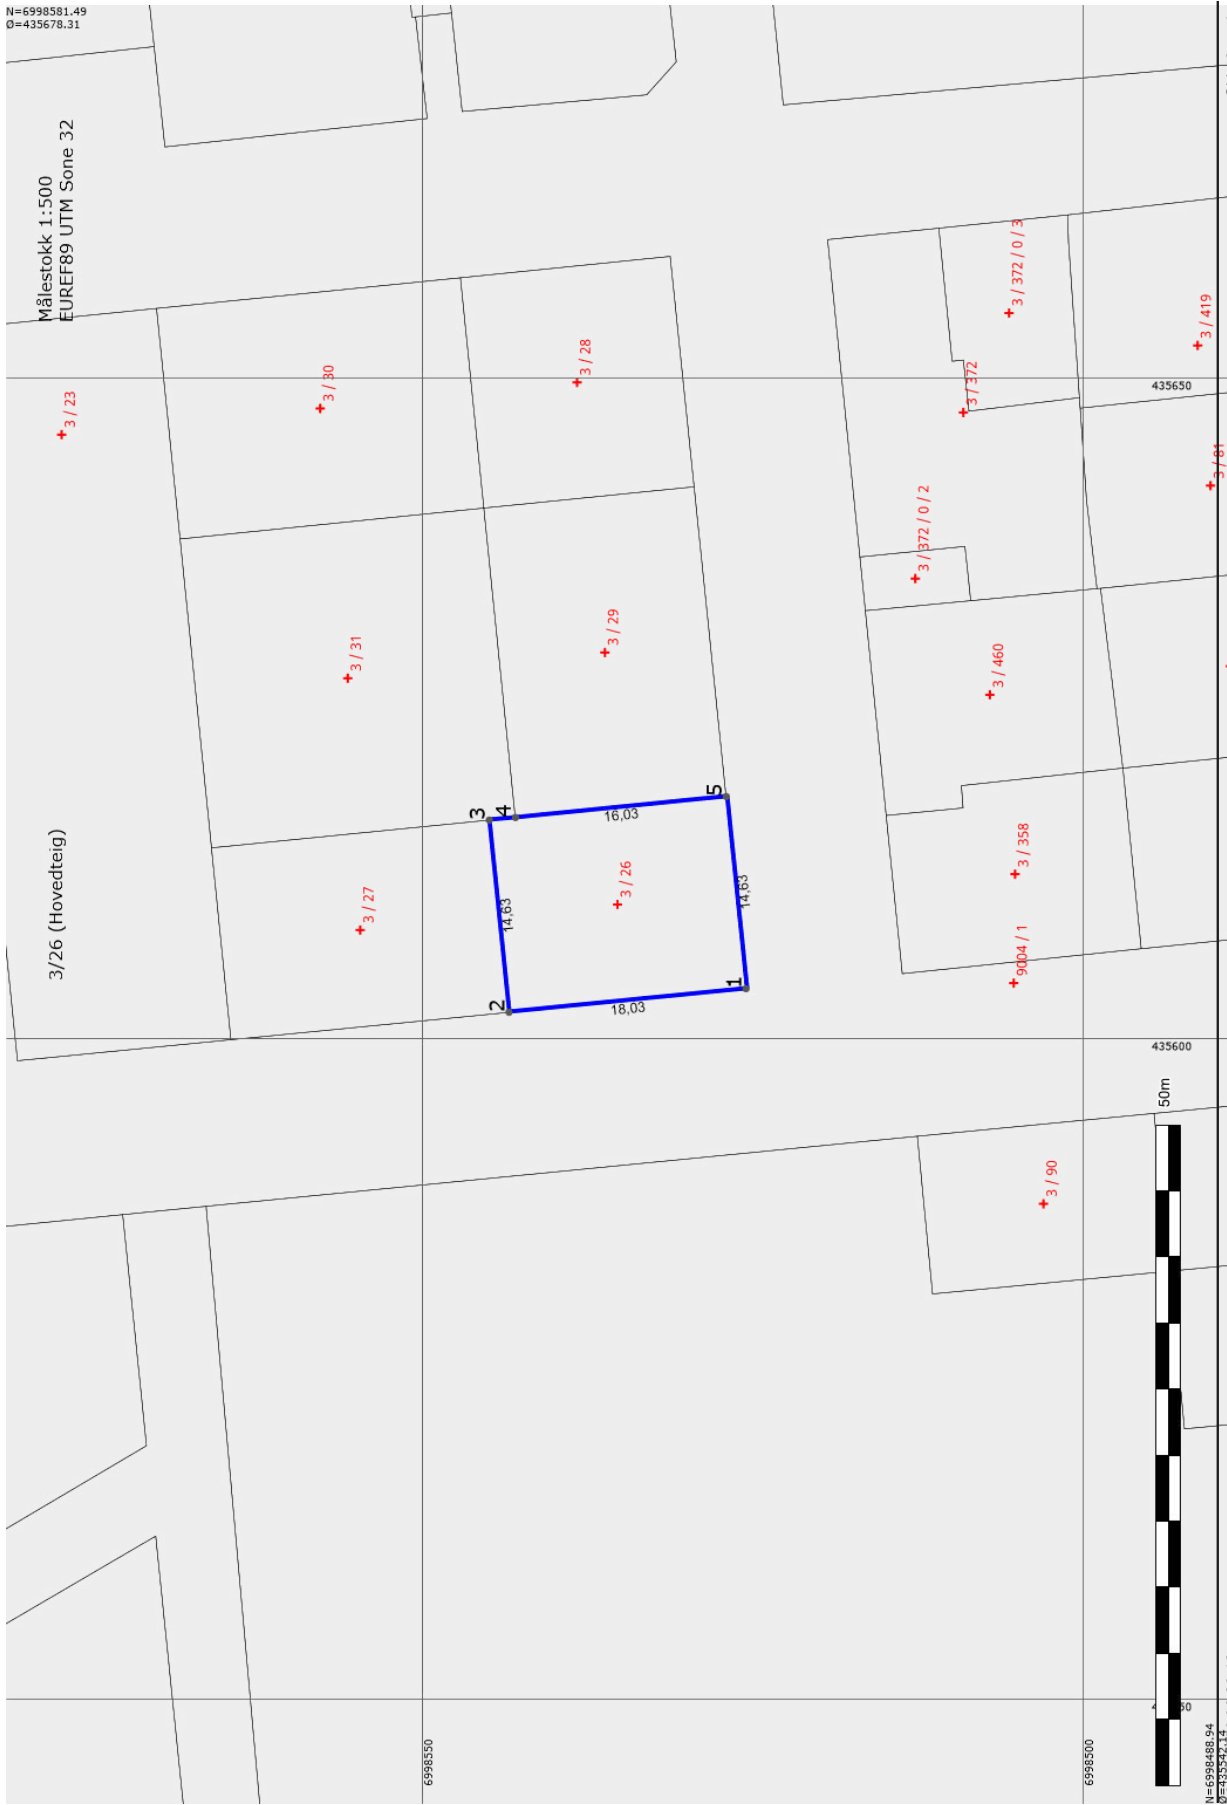 N=6998581.49
Ø=435678.31
Målestokk 1:500
EUREF89 UTM Sone 32
3/26 (Hovedteig)
3 / 23
3 / 30
3 / 28
3 / 372 / 0 / 3
3 / 419
3 / 372
435650
3 / 81
3 / 372 / 0 / 2
3 / 31
3 / 29
3 / 460
3
4
5
16,03
3 / 27
14,63
3 / 26
14,63
3 / 358
2
18,03
1
9004 / 1
435600
50m
3 / 90
6998550
6998500
N=6998488.94
Ø=435542.14